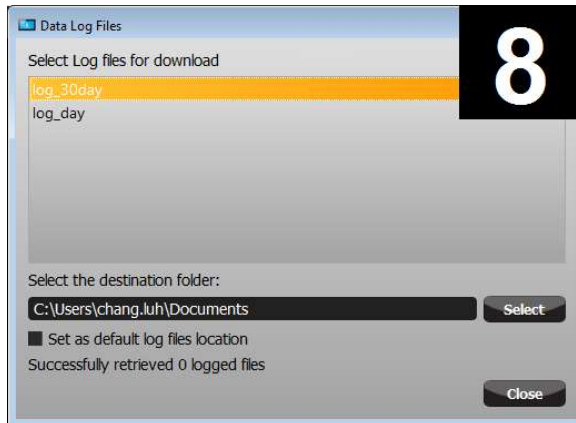 Data Log Files
8
Select Log files for download
log_30day
log_day
Select the destination folder:
C:\Users\chang.luh\Documents
Select
Set as default log files location
Successfully retrieved 0 logged files
Close